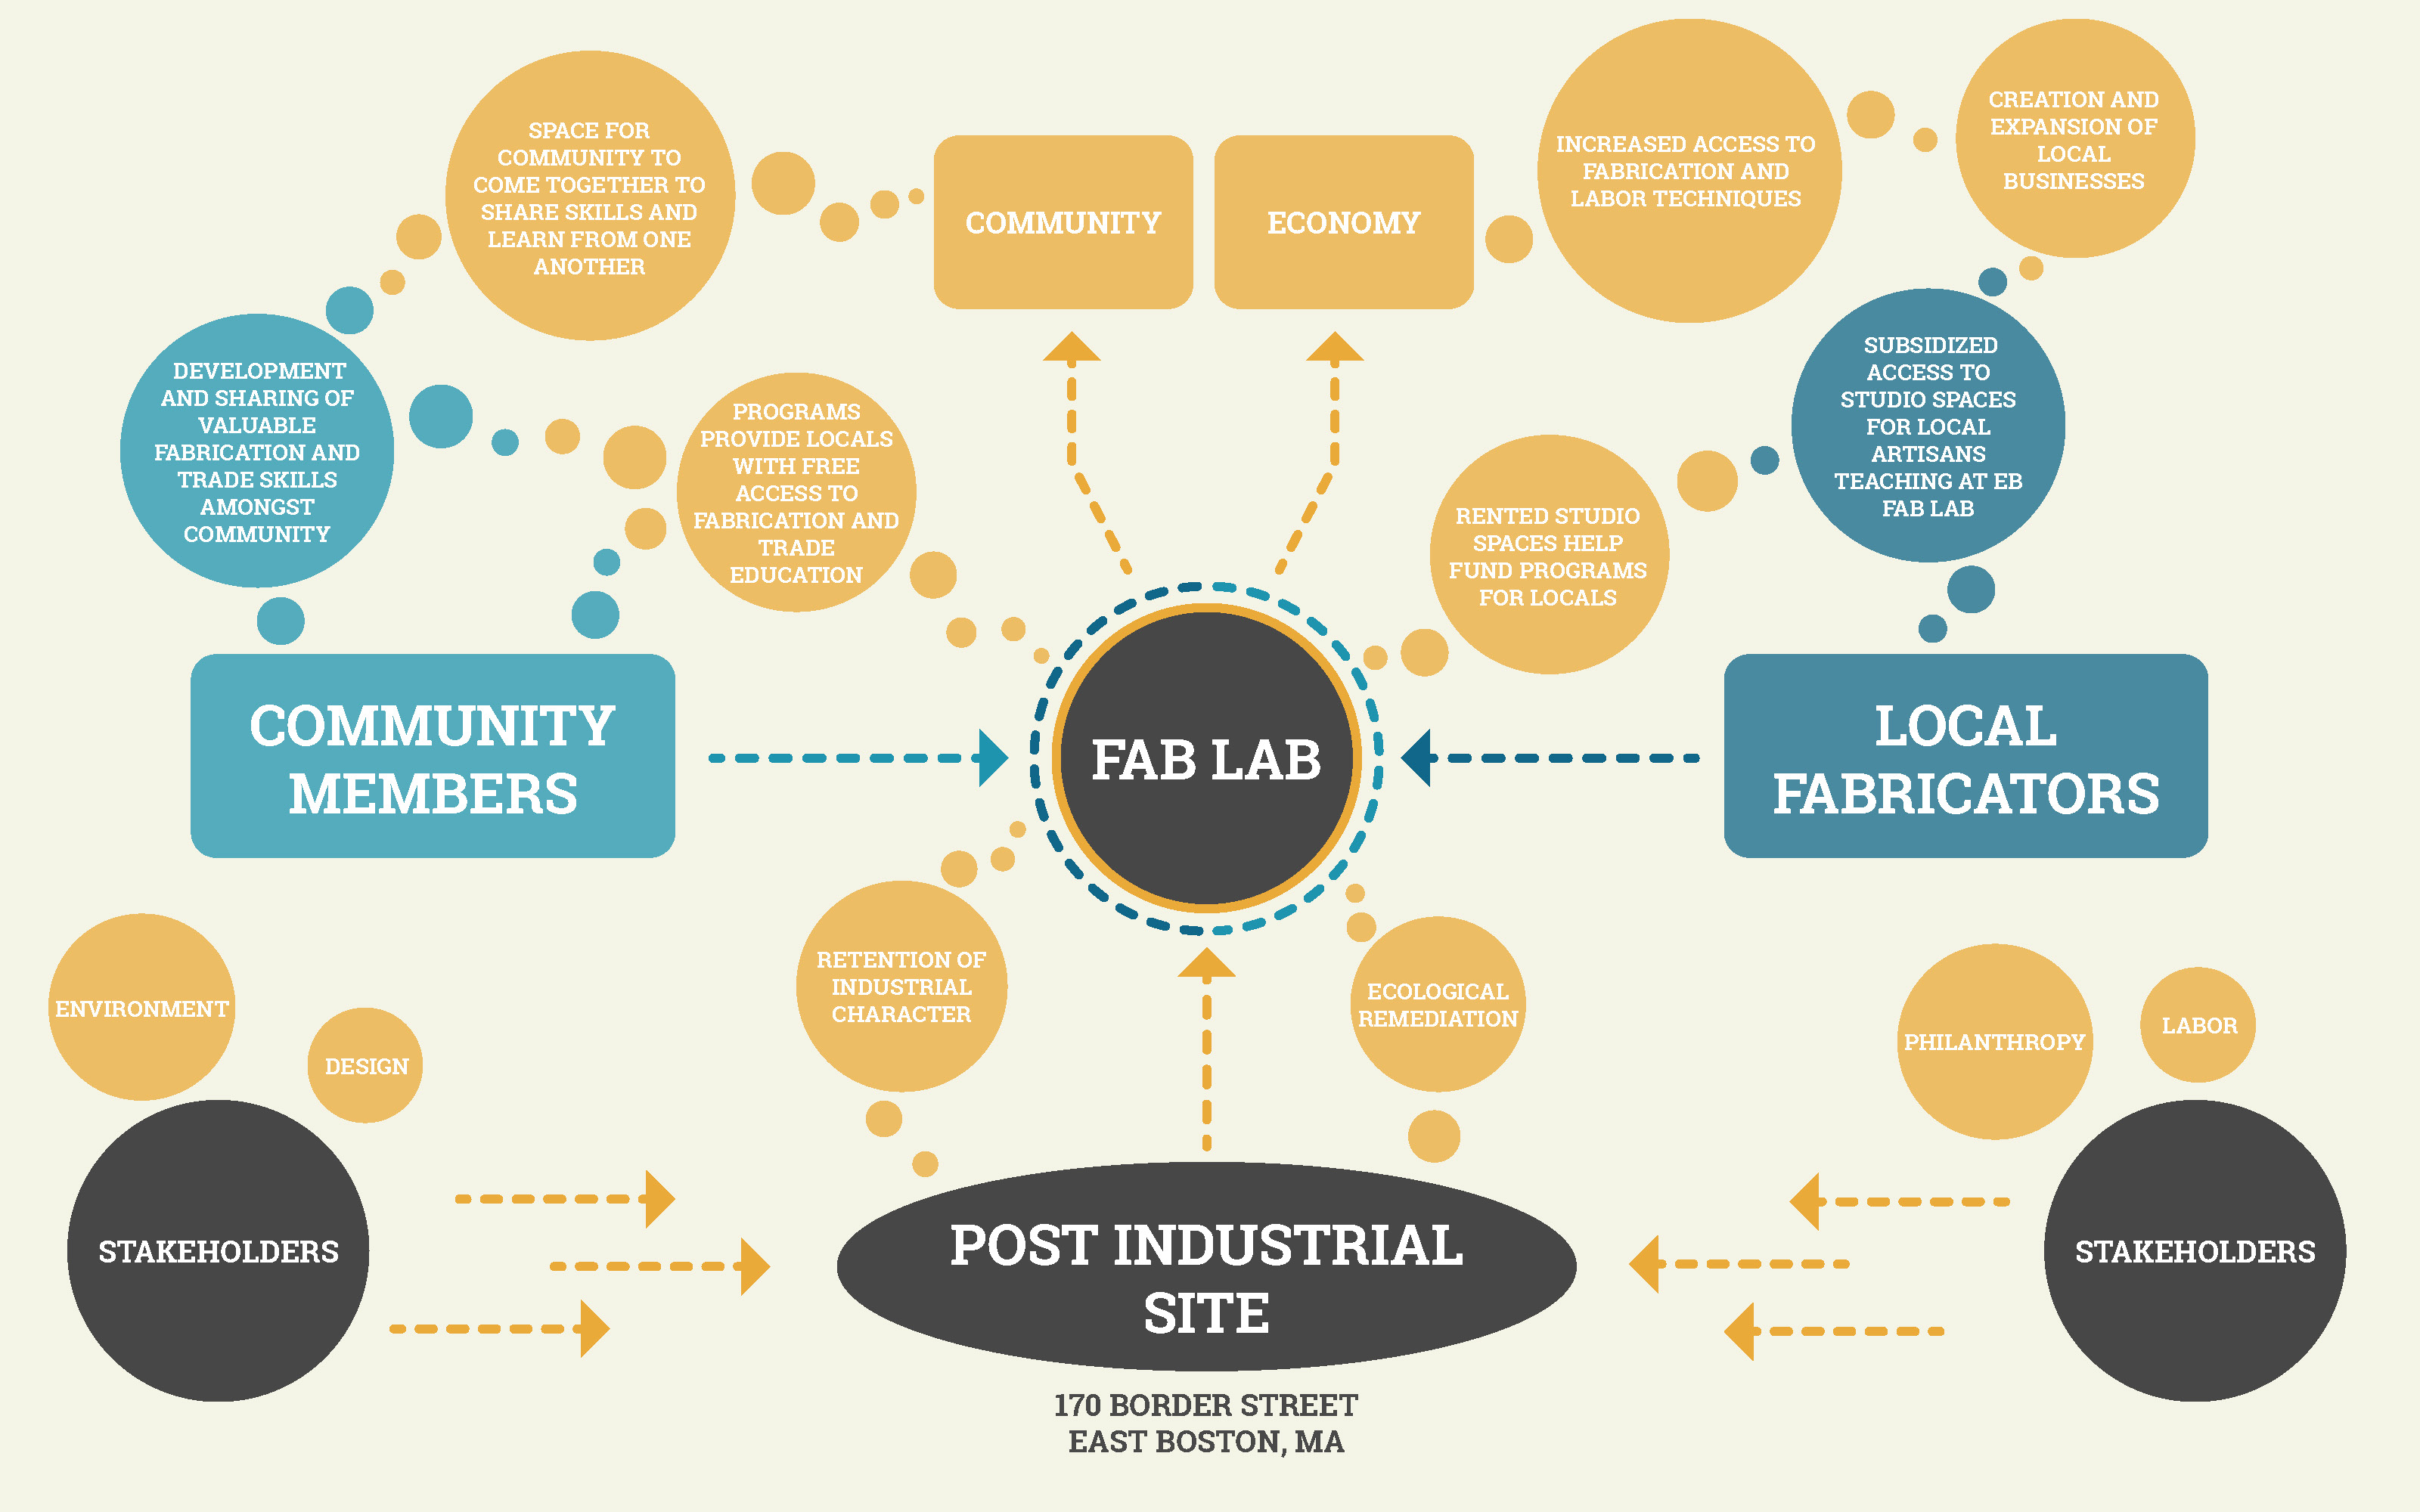 SPACE FOR
COMMUNITY TO
COME TOGETHER TO
SHARE SKILLS AND
LEARN FROM ONE
ANOTHER
COMMUNITY
ECONOMY
INCREASED ACCESS TO
FABRICATION AND
LABOR TECHNIQUES
CREATION AND
EXPANSION OF
LOCAL
BUSINESSES
DEVELOPMENT
AND SHARING OF
VALUABLE
FABRICATION AND
TRADE SKILLS
AMONGST
COMMUNITY
PROGRAMS
PROVIDE LOCALS
WITH FREE
ACCESS TO
FABRICATION AND
TRADE
EDUCATION
RENTED STUDIO
SPACES HELP
FUND PROGRAMS
FOR LOCALS
SUBSIDIZED
ACCESS TO
STUDIO SPACES
FOR LOCAL
ARTISANS
TEACHING AT EB
FAB LAB
COMMUNITY
MEMBERS
FAB LAB
LOCAL
FABRICATORS
ENVIRONMENT
DESIGN
RETENTION OF
INDUSTRIAL
CHARACTER
ECOLOGICAL
REMEDIATION
PHILANTHROPY
LABOR
STAKEHOLDERS
POST INDUSTRIAL
SITE
STAKEHOLDERS
170 BORDER STREET
EAST BOSTON, MA